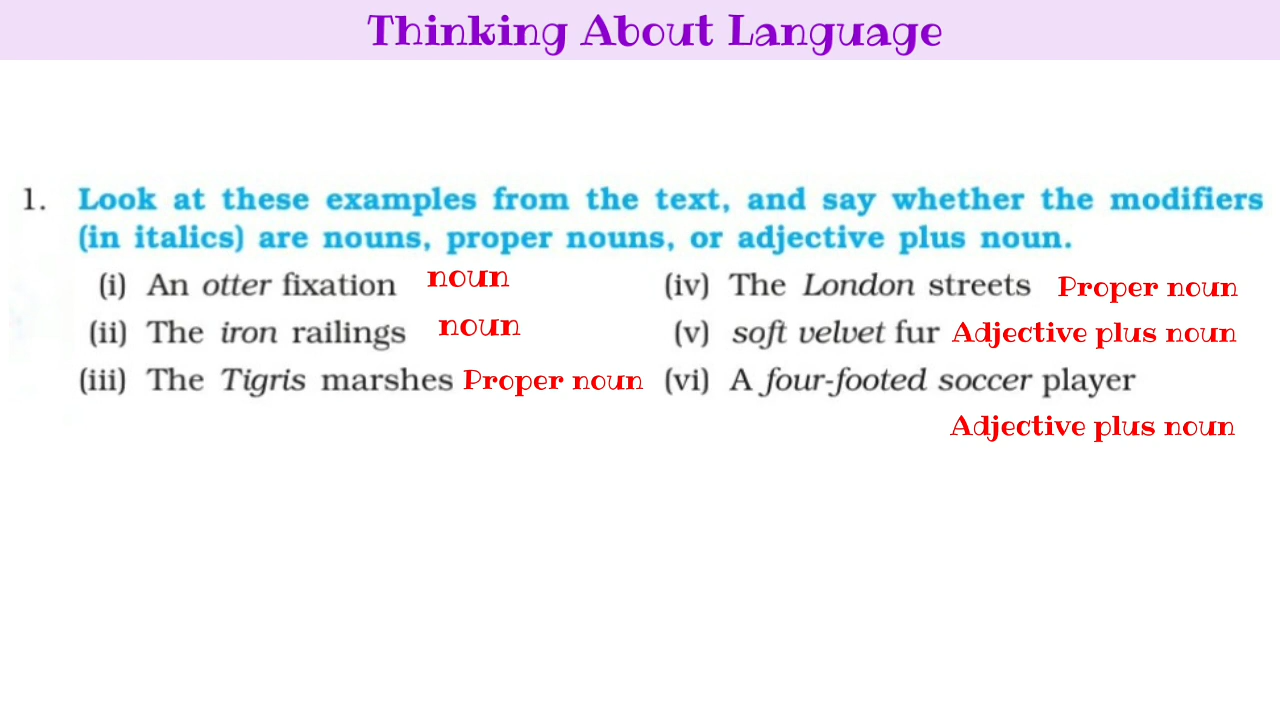 Thinking About Language
1. Look at these examples from the text, and say whether the modifiers
(in italics) are nouns, proper nouns, or adjective plus noun.
(i) An otter fixation noun
(ii) The iron railings noun
(iii) The Tigris marshes Proper noun
(iv) The London streets Proper noun
(v) soft velvet fur Adjective plus noun
(vi) A four-footed soccer player
Adjective plus noun